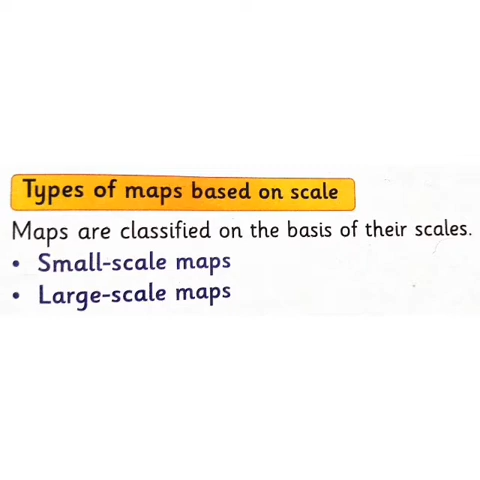 Types of maps based on scale
Maps are classified on the basis of their scales.
• Small-scale maps
• Large-scale maps